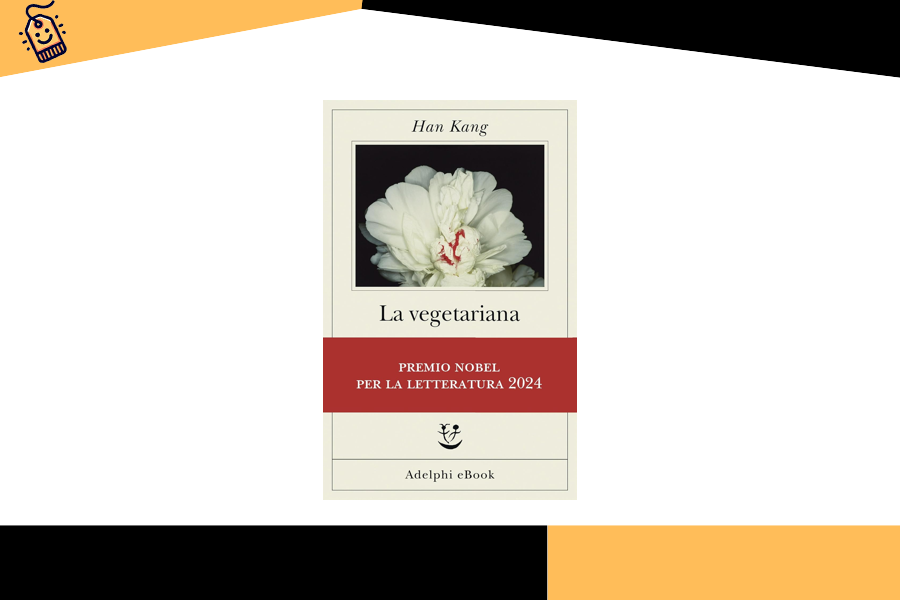 Han Kang
La vegetariana
PREMIO NOBEL
PER LA LETTERATURA 2024
Adelphi eBook